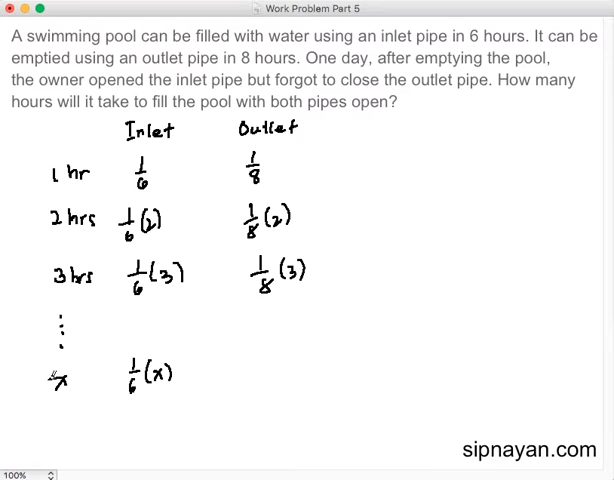 Work Problem Part 5
A swimming pool can be filled with water using an inlet pipe in 6 hours. It can be
emptied using an outlet pipe in 8 hours. One day, after emptying the pool,
the owner opened the inlet pipe but forgot to close the outlet pipe. How many
hours will it take to fill the pool with both pipes open?
Inlet Outlet
1 hr 1/6 1/8
2 hrs 1/6 (2) 1/8 (2)
3 hrs 1/6 (3) 1/8 (3)
⋮
x 1/6 (x)
sipnayan.com
100%